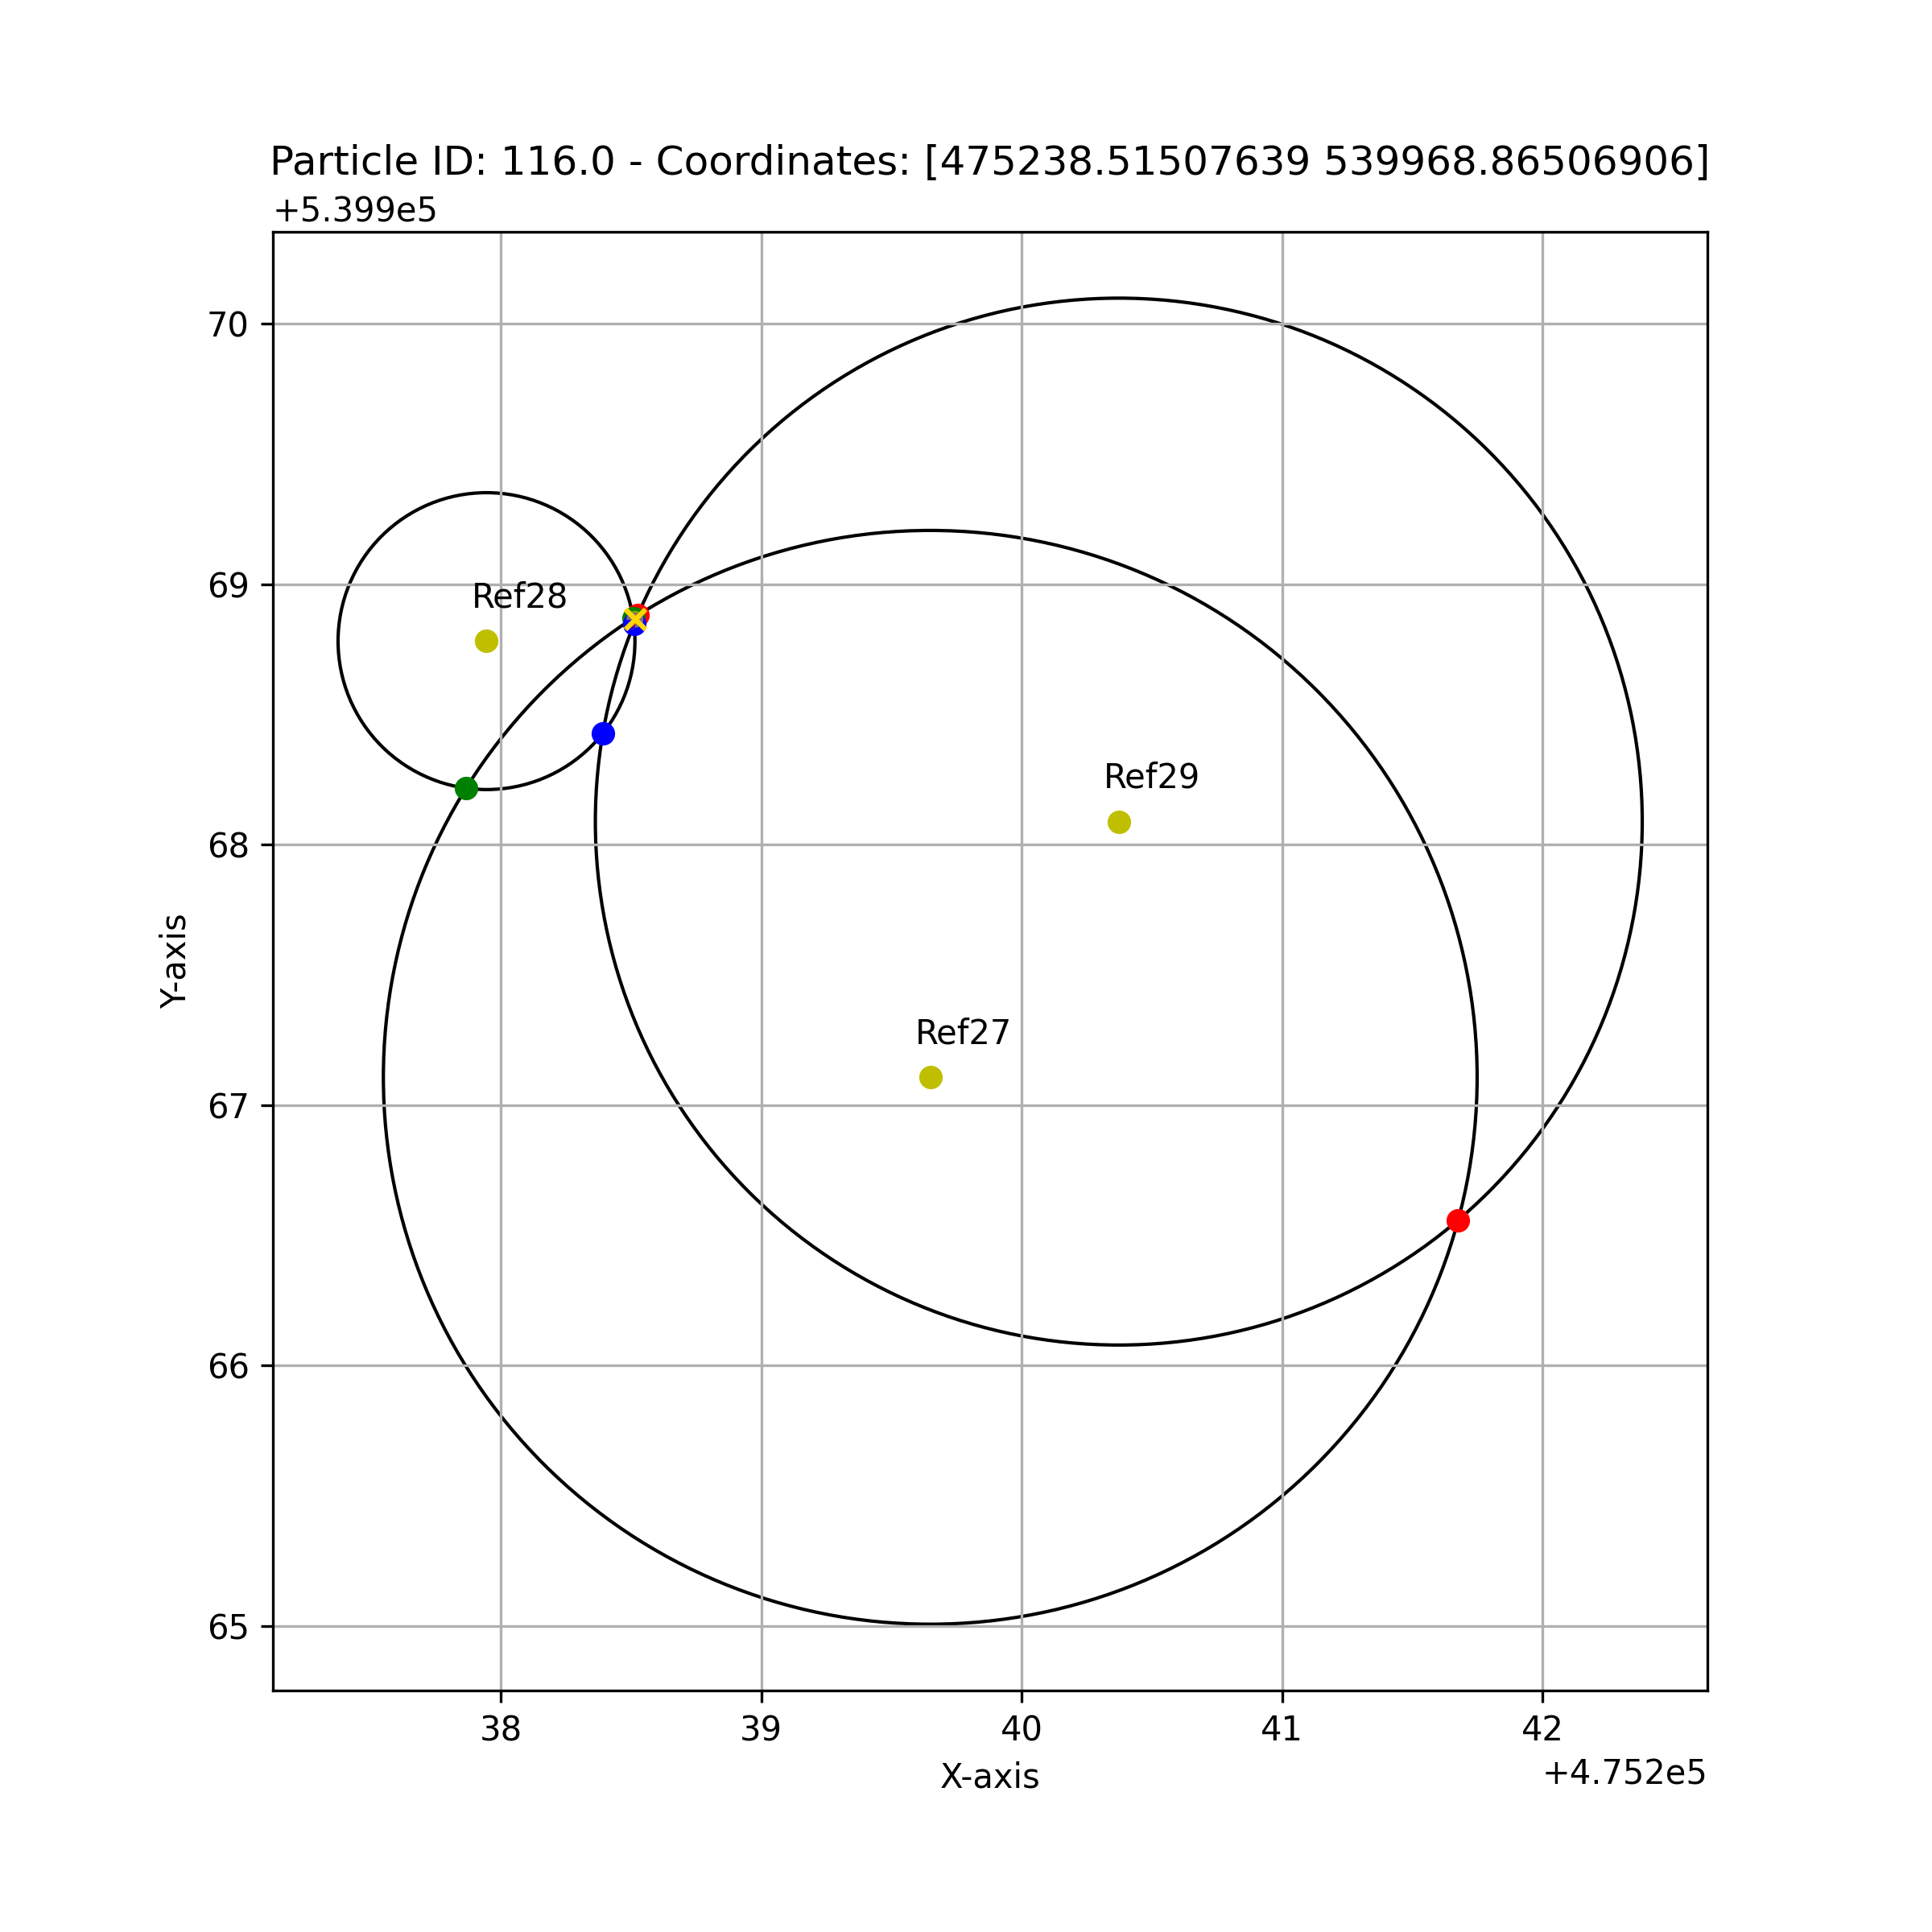 Particle ID: 116.0 - Coordinates: [475238.51507639 539968.86506906]
+5.399e5
70
69
68
67
66
65
Y-axis
Ref28
Ref29
Ref27
38 39 40 41 42
X-axis
+4.752e5